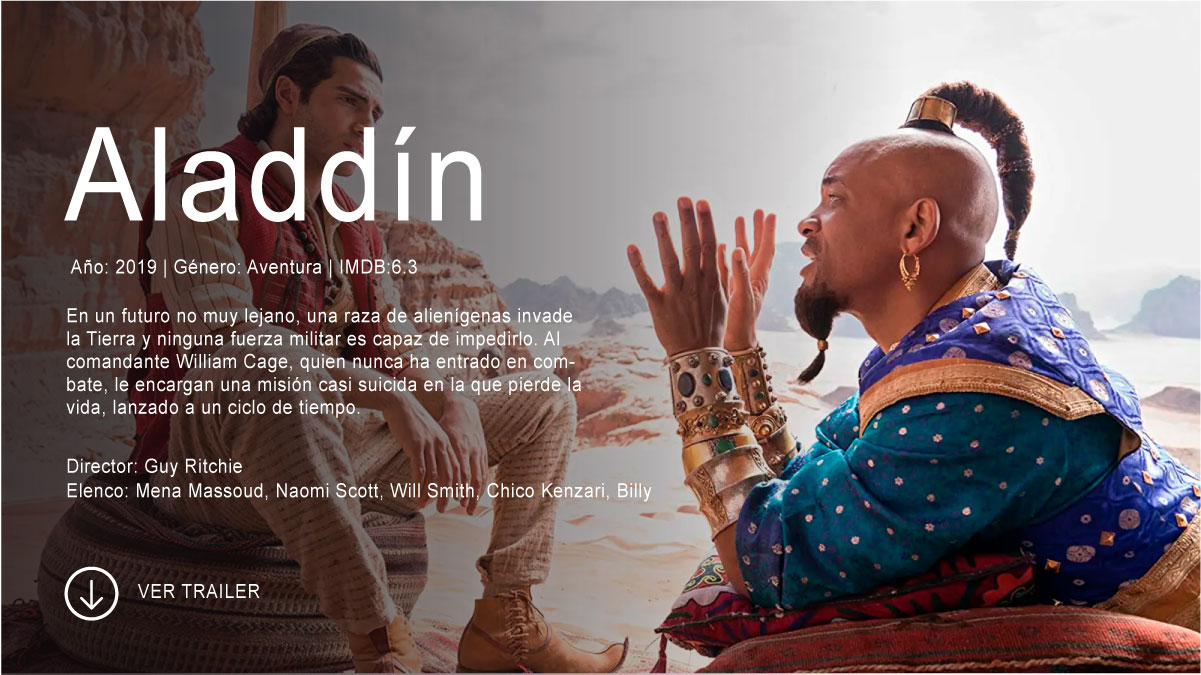 Aladdín
Año: 2019 | Género: Aventura | IMDB:6.3
En un futuro no muy lejano, una raza de alienígenas invade
la Tierra y ninguna fuerza militar es capaz de impedirlo. Al
comandante William Cage, quien nunca ha entrado en com-
bate, le encargan una misión casi suicida en la que pierde la
vida, lanzado a un ciclo de tiempo.
Director: Guy Ritchie
Elenco: Mena Massoud, Naomi Scott, Will Smith, Chico Kenzari, Billy
VER TRAILER